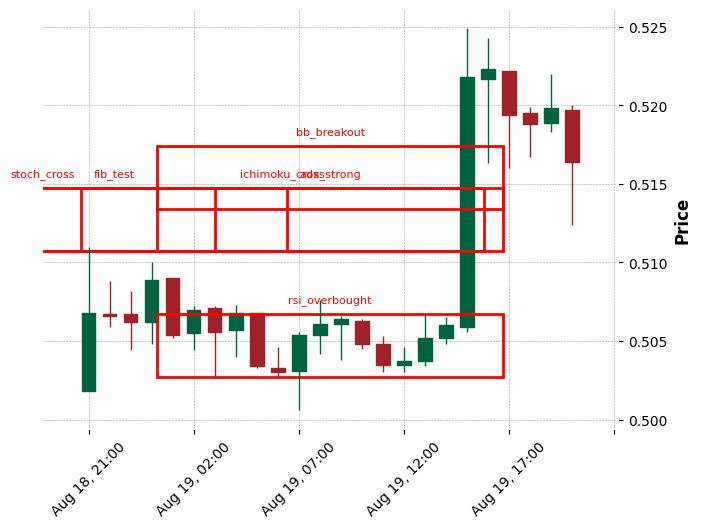 bb_breakout
stoch_cross
fib_test
ichimoku_cross
adx_strong
rsi_overbought
0.525
0.520
0.515
0.510
0.505
0.500
Price
Aug 18, 21:00
Aug 19, 02:00
Aug 19, 07:00
Aug 19, 12:00
Aug 19, 17:00